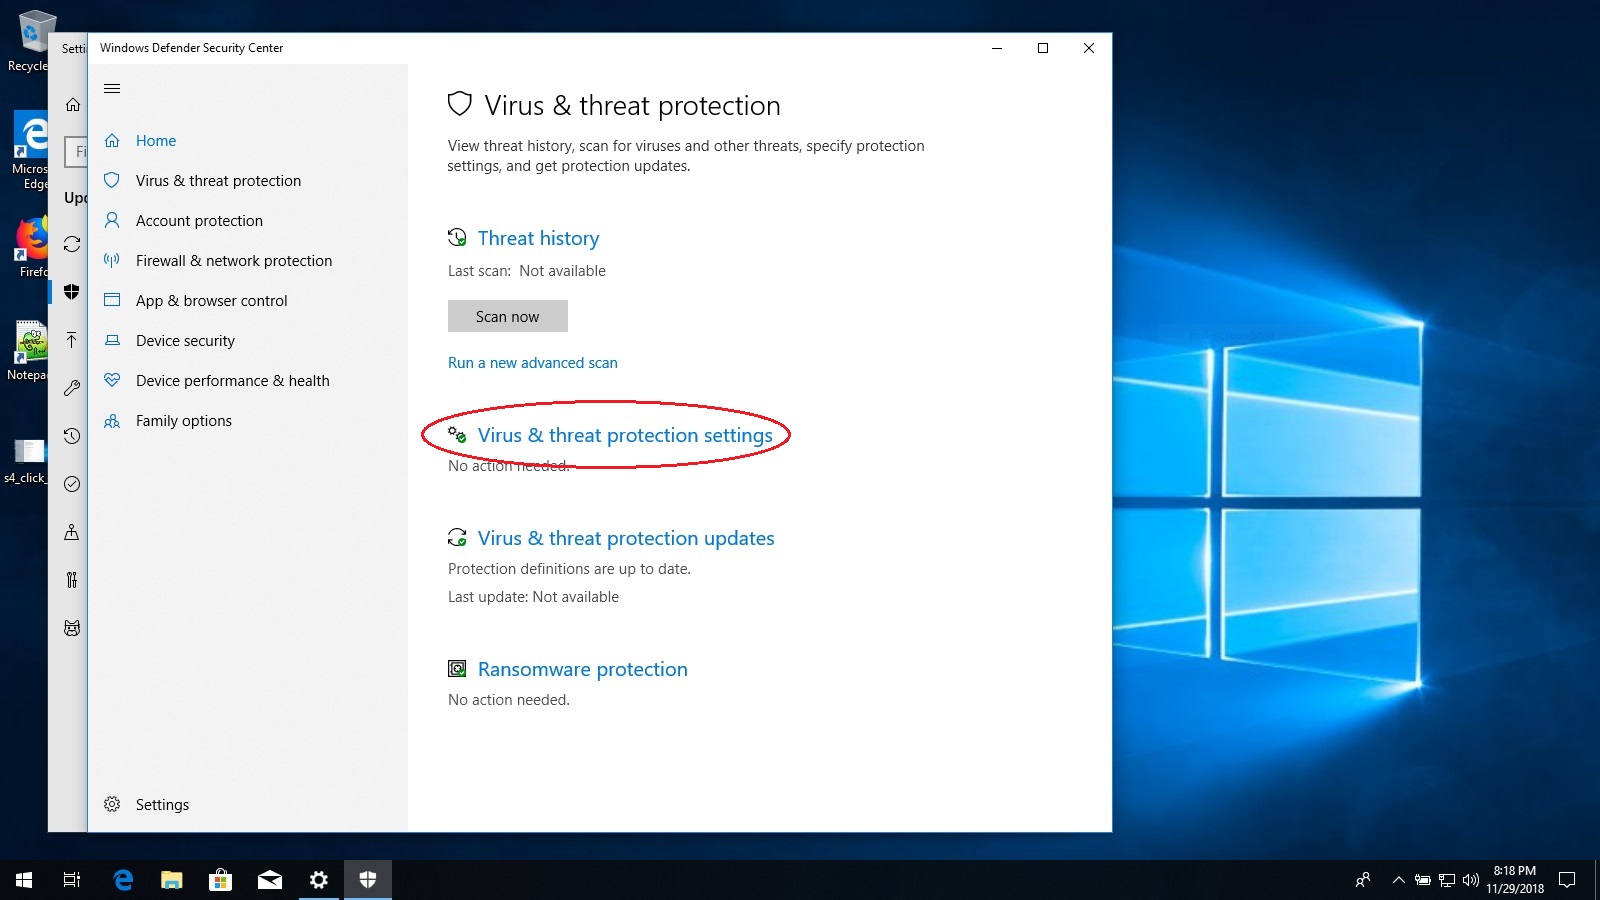 Recycle
Microso
Edge
Firefo
Notepa
s4_click_
Setti
Fi
Upd
Windows Defender Security Center
Home
Virus & threat protection
Account protection
Firewall & network protection
App & browser control
Device security
Device performance & health
Family options
Settings
Virus & threat protection
View threat history, scan for viruses and other threats, specify protection
settings, and get protection updates.
Threat history
Last scan: Not available
Scan now
Run a new advanced scan
Virus & threat protection settings
No action needed.
Virus & threat protection updates
Protection definitions are up to date.
Last update: Not available
Ransomware protection
No action needed.
8:18 PM
11/29/2018